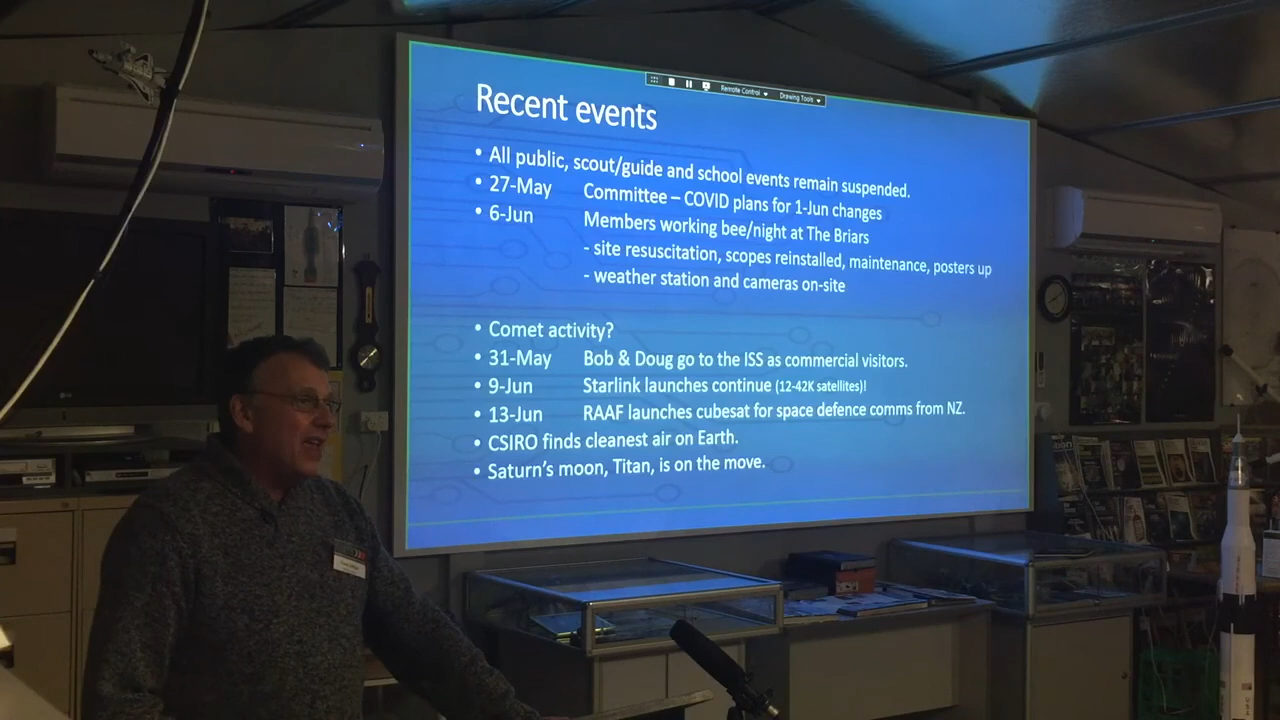 Remote Control
Drawing Tools
Recent events
• All public, scout/guide and school events remain suspended.
• 27-May Committee – COVID plans for 1-Jun changes
• 6-Jun Members working bee/night at The Briars
- site resuscitation, scopes reinstalled, maintenance, posters up
- weather station and cameras on-site
• Comet activity?
• 31-May Bob & Doug go to the ISS as commercial visitors.
• 9-Jun Starlink launches continue (12-42K satellites)!
• 13-Jun RAAF launches cubesat for space defence comms from NZ.
• CSIRO finds cleanest air on Earth.
• Saturn's moon, Titan, is on the move.